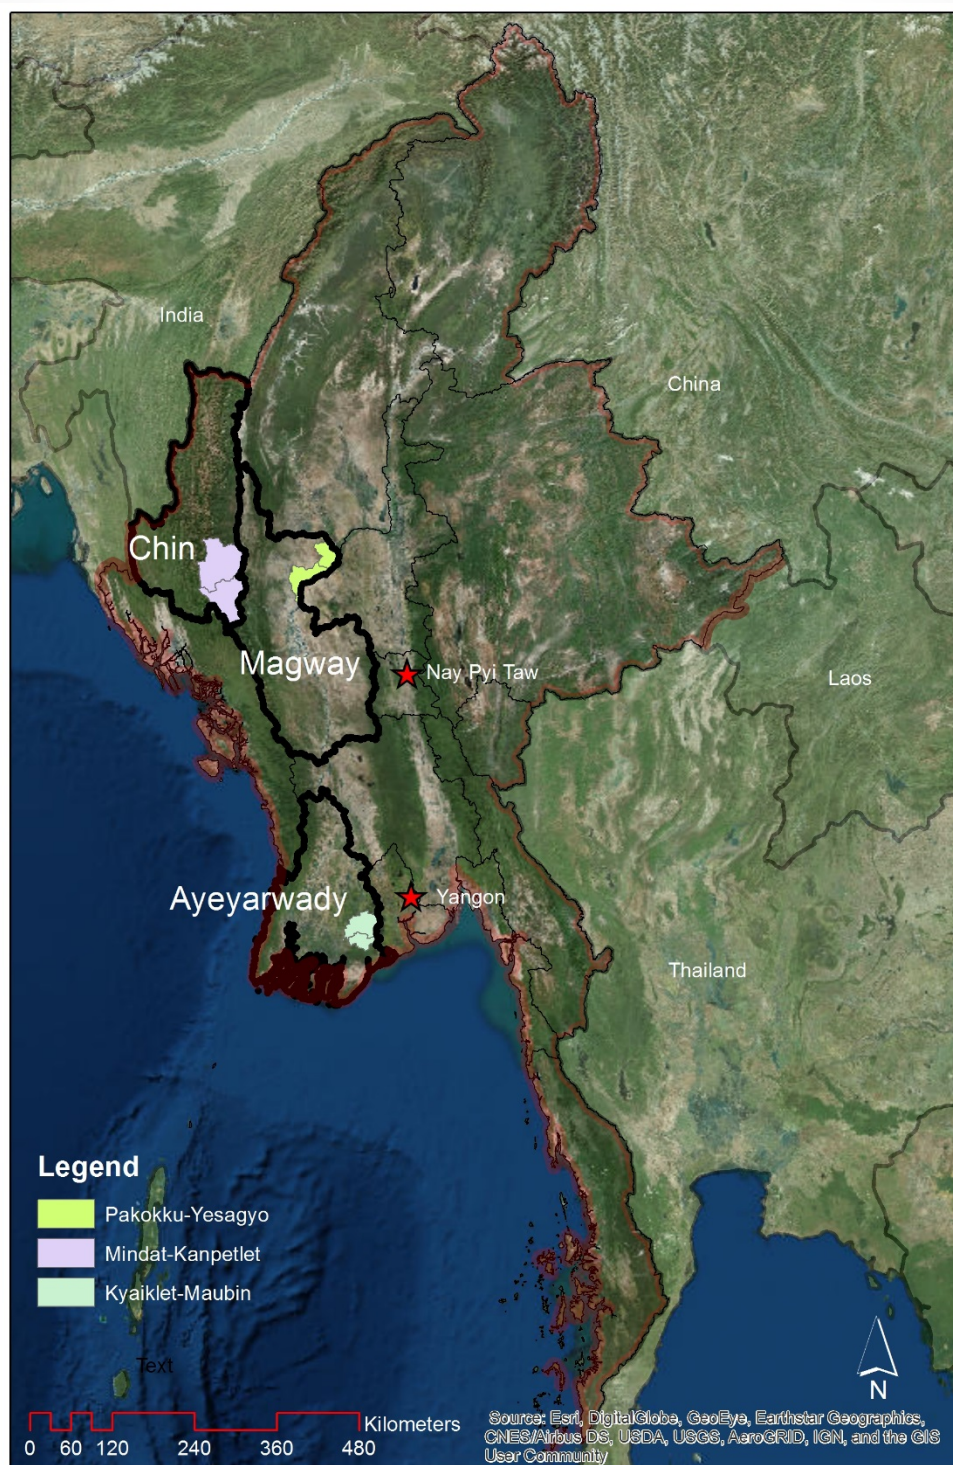 India
China
Chin
Magway
Nay Pyi Taw
Laos
Ayeyarwady
Yangon
Thailand
Legend
Pakokku-Yesagyo
Mindat-Kanpetlet
Kyaiklet-Maubin
Text
N
Kilometers
0 60 120 240 360 480
Source: Esri, DigitalGlobe, GeoEye, Earthstar Geographics,
CNES/Airbus DS, USDA, USGS, AeroGRID, IGN, and the GIS
User Community